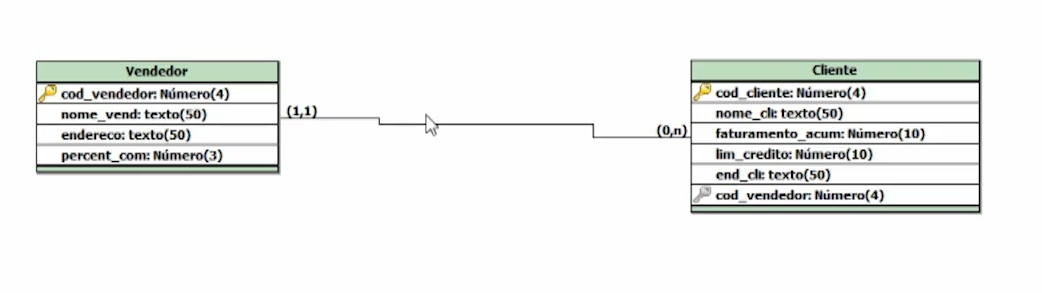 Vendedor
cod_vendedor: Número(4)
nome_vend: texto(50)
endereco: texto(50)
percent_com: Número(3)
(1,1)
(0,n)
Cliente
cod_cliente: Número(4)
nome_cli: texto(50)
faturamento_acum: Número(10)
lim_credito: Número(10)
end_cli: texto(50)
cod_vendedor: Número(4)